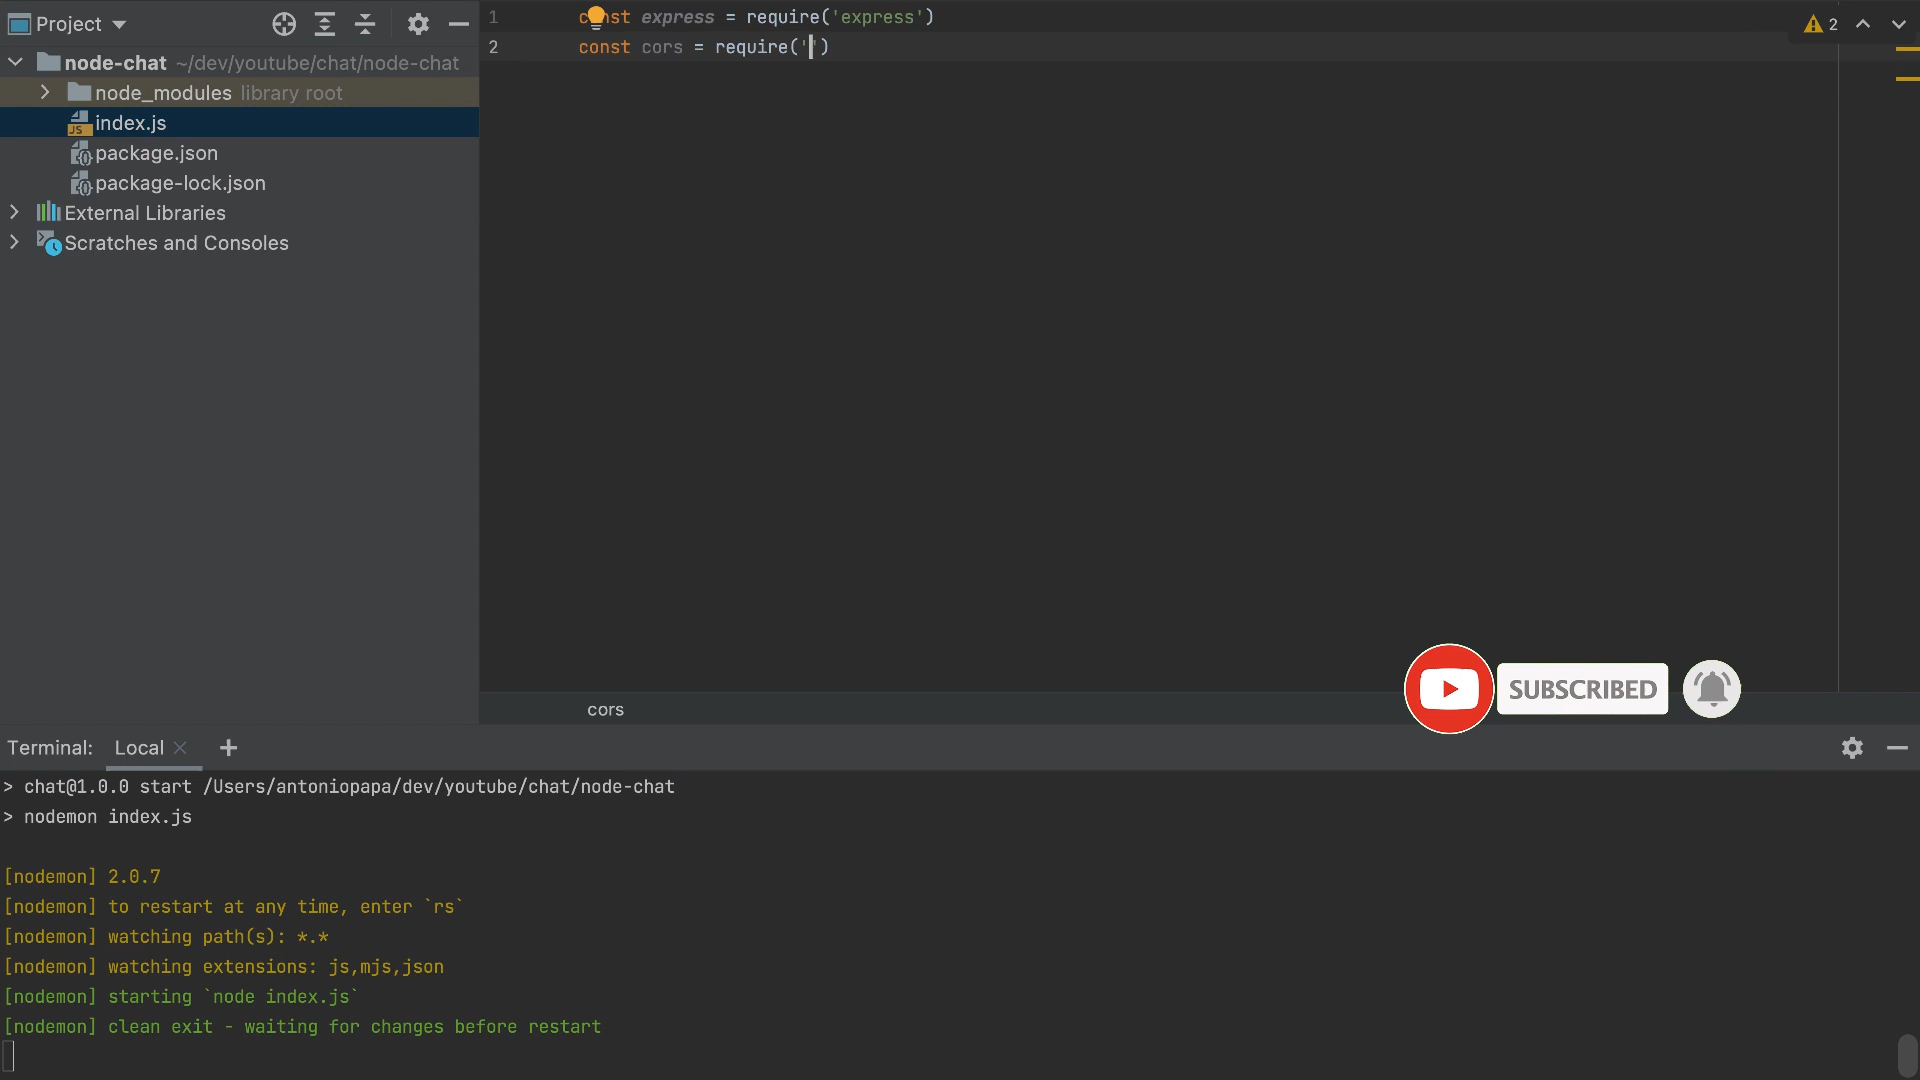 Project
node-chat ~/dev/youtube/chat/node-chat
node_modules library root
index.js
package.json
package-lock.json
External Libraries
Scratches and Consoles
1 const express = require('express')
2 const cors = require('')
2
cors
SUBSCRIBED
Terminal: Local
> chat@1.0.0 start /Users/antoniopapa/dev/youtube/chat/node-chat
> nodemon index.js
[nodemon] 2.0.7
[nodemon] to restart at any time, enter `rs`
[nodemon] watching path(s): *.*
[nodemon] watching extensions: js,mjs,json
[nodemon] starting `node index.js`
[nodemon] clean exit - waiting for changes before restart